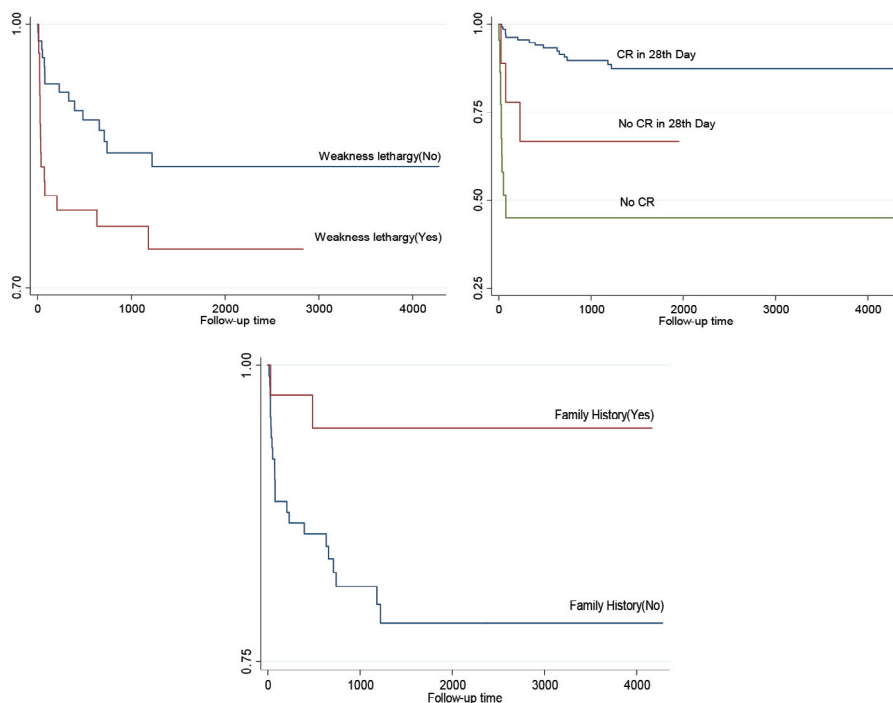 1.00
0.70
Weakness lethargy(No)
Weakness lethargy(Yes)
0 1000 2000 3000 4000
Follow-up time
1.00
0.75
0.50
0.25
CR in 28th Day
No CR in 28th Day
No CR
0 1000 2000 3000 4000
Follow-up time
1.00
0.75
Family History(Yes)
Family History(No)
0 1000 2000 3000 4000
Follow-up time